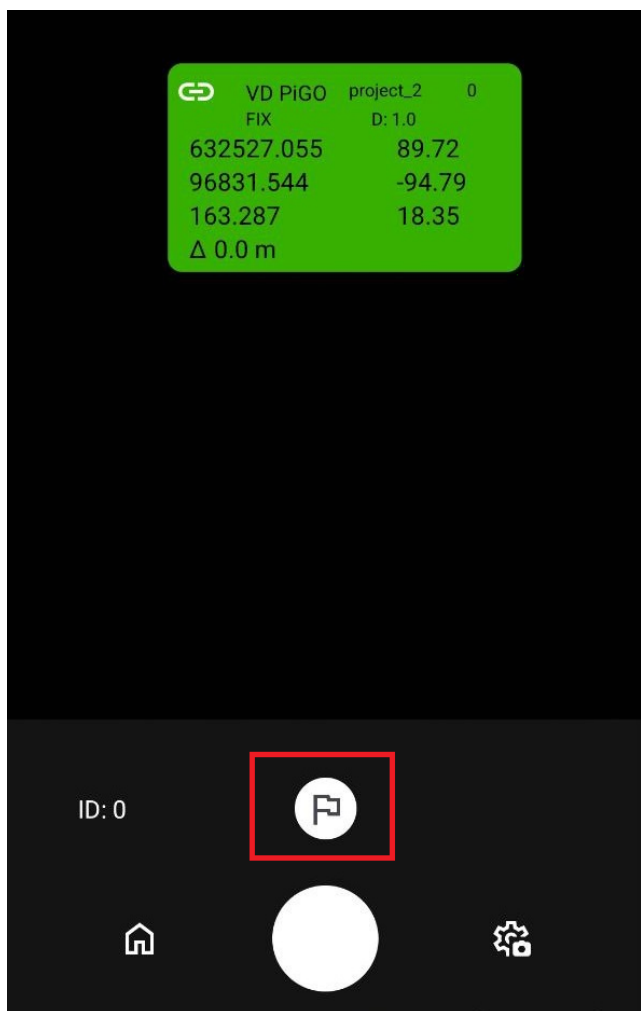 VD PiGO project_2 0
FIX D: 1.0
632527.055 89.72
96831.544 -94.79
163.287 18.35
Δ 0.0 m
ID: 0